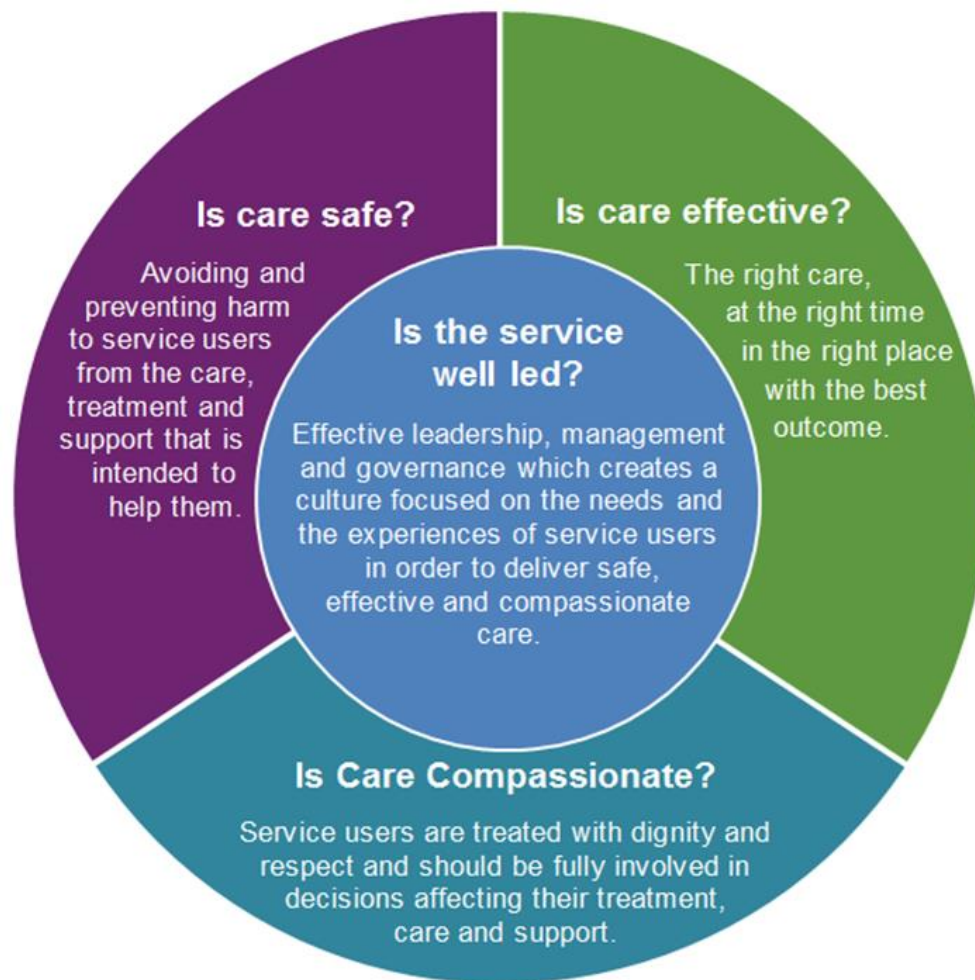 Is care safe?
Avoiding and
preventing harm
to service users
from the care,
treatment and
support that is
intended to
help them.
Is care effective?
The right care,
at the right time
in the right place
with the best
outcome.
Is the service
well led?
Effective leadership, management
and governance which creates a
culture focused on the needs and
the experiences of service users
in order to deliver safe,
effective and compassionate
care.
Is Care Compassionate?
Service users are treated with dignity and
respect and should be fully involved in
decisions affecting their treatment,
care and support.